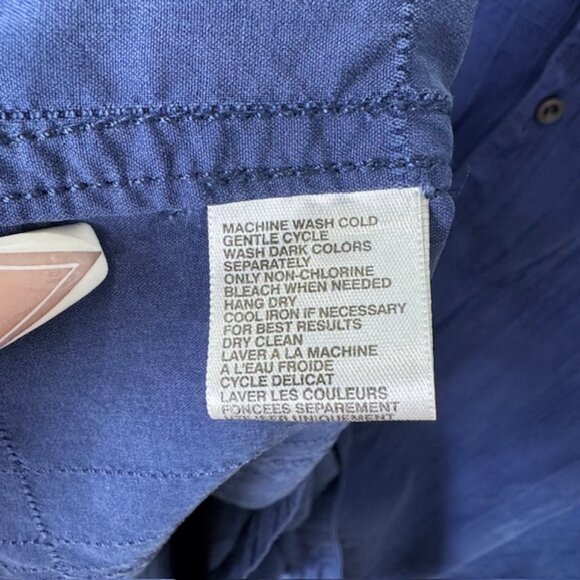 MACHINE WASH COLD
GENTLE CYCLE
WASH DARK COLORS
SEPARATELY
ONLY NON-CHLORINE
BLEACH WHEN NEEDED
HANG DRY
COOL IRON IF NECESSARY
FOR BEST RESULTS
DRY CLEAN
LAVER A LA MACHINE
A L'EAU FROIDE
CYCLE DELICAT
LAVER LES COULEURS
FONCEES SEPAREMENT
UTILISER UNIQUEMENT